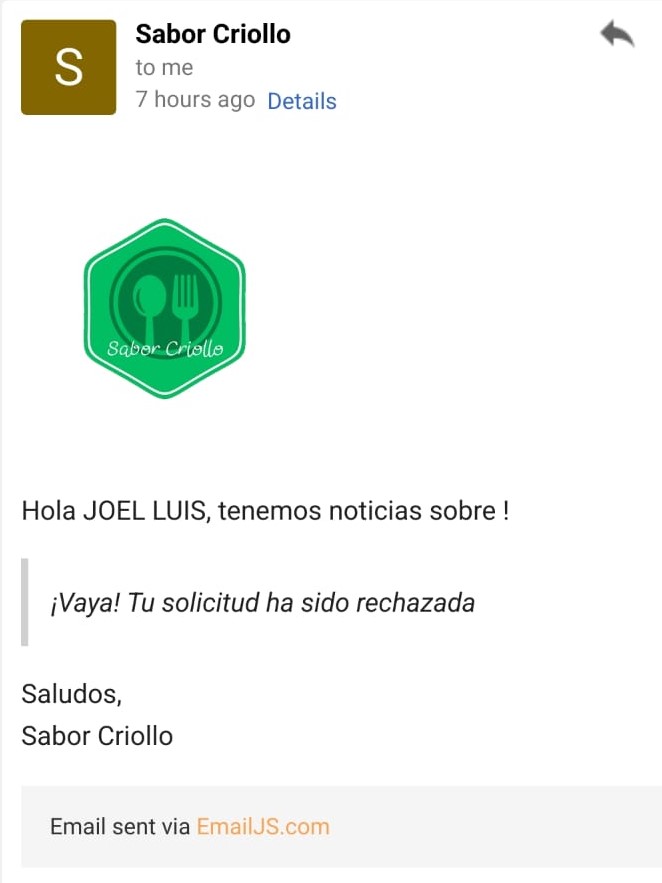 S
Sabor Criollo
to me
7 hours ago Details
Sabor Criollo
Hola JOEL LUIS, tenemos noticias sobre !
¡Vaya! Tu solicitud ha sido rechazada
Saludos,
Sabor Criollo
Email sent via EmailJS.com